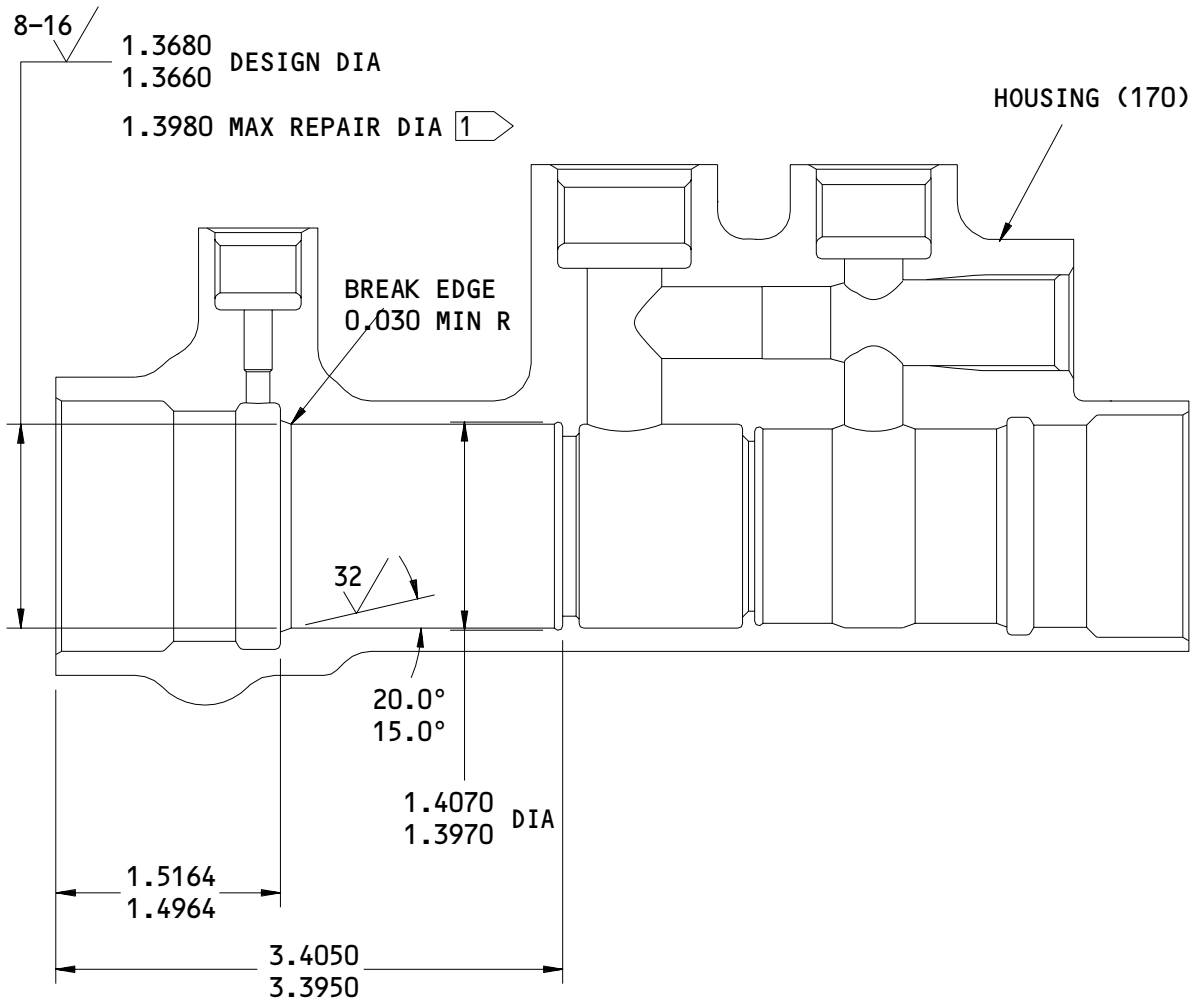 8-16
1.3680
1.3660 DESIGN DIA
1.3980 MAX REPAIR DIA 1
HOUSING (170)
BREAK EDGE
0.030 MIN R
32
20.0°
15.0°
1.4070
1.3970 DIA
1.5164
1.4964
3.4050
3.3950